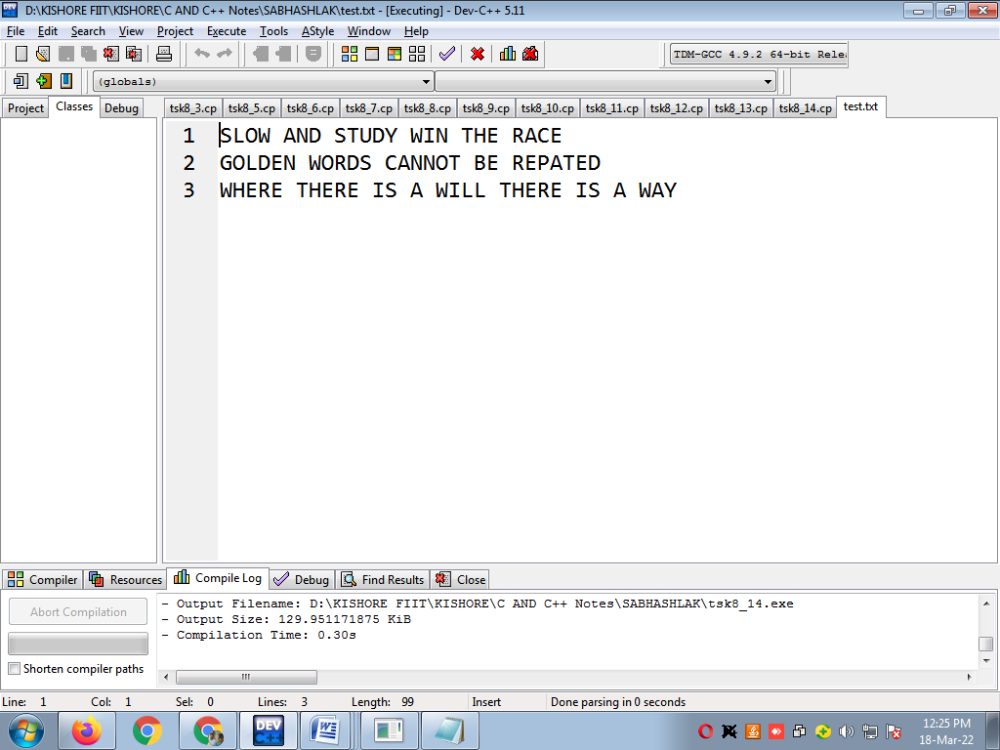 D:\KISHORE FIIT\KISHORE\C AND C++ Notes\SABHASHLAK\test.txt - [Executing] - Dev-C++ 5.11
File Edit Search View Project Execute Tools AStyle Window Help
TDM-GCC 4.9.2 64-bit Rele
(globals)
Project Classes Debug tsk8_3.cp tsk8_5.cp tsk8_6.cp tsk8_7.cp tsk8_8.cp tsk8_9.cp tsk8_10.cp tsk8_11.cp tsk8_12.cp tsk8_13.cp tsk8_14.cp test.txt
1 SLOW AND STUDY WIN THE RACE
2 GOLDEN WORDS CANNOT BE REPATED
3 WHERE THERE IS A WILL THERE IS A WAY
Compiler Resources Compile Log Debug Find Results Close
Abort Compilation
Shorten compiler paths
- Output Filename: D:\KISHORE FIIT\KISHORE\C AND C++ Notes\SABHASHLAK\tsk8_14.exe
- Output Size: 129.951171875 KiB
- Compilation Time: 0.30s
Line: 1 Col: 1 Sel: 0 Lines: 3 Length: 99 Insert Done parsing in 0 seconds
DEV C++
12:25 PM
18-Mar-22